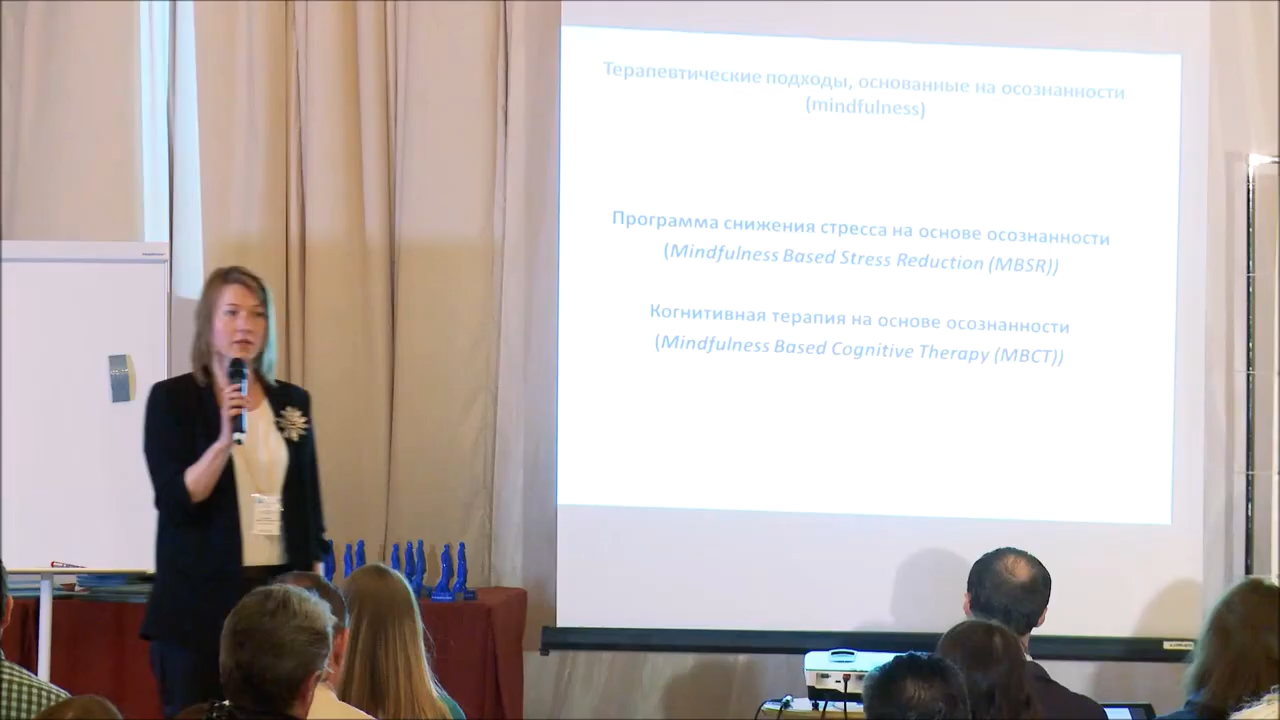 Терапевтические подходы, основанные на осознанности
(mindfulness)
Программа снижения стресса на основе осознанности
(Mindfulness Based Stress Reduction (MBSR))
Когнитивная терапия на основе осознанности
(Mindfulness Based Cognitive Therapy (MBCT))